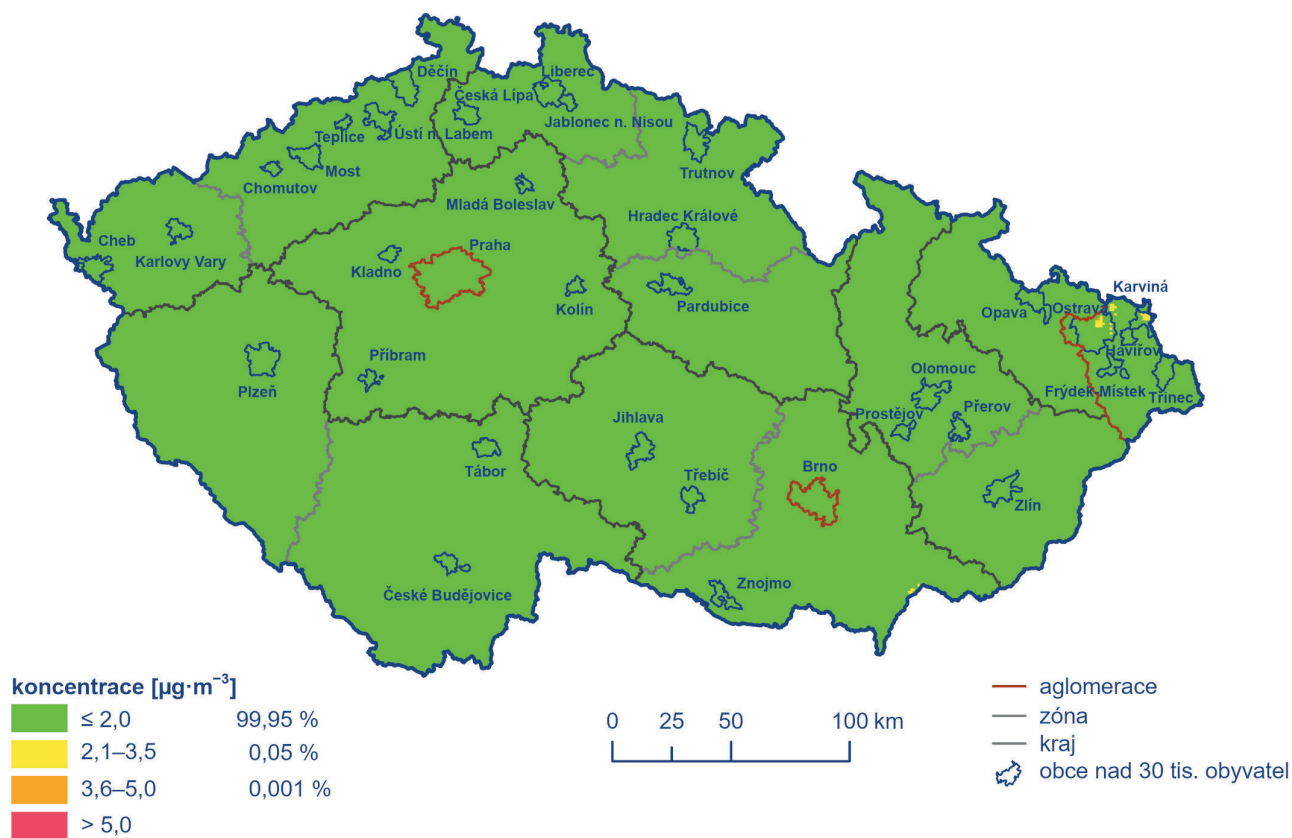 Děčín
Liberec
Česká Lípa
Jablonec n. Nisou
Teplice
Ústí n. Labem
Most
Chomutov
Trutnov
Mladá Boleslav
Hradec Králové
Cheb
Karlovy Vary
Praha
Kladno
Kolín
Pardubice
Karviná
Opava
Ostrava
Havířov
Příbram
Plzeň
Olomouc
Frýdek-Místek
Třinec
Prostějov
Přerov
Jihlava
Tábor
Třebíč
Brno
Zlín
České Budějovice
Znojmo
koncentrace [µg·m⁻³]
≤ 2,0 99,95 %
2,1–3,5 0,05 %
3,6–5,0 0,001 %
> 5,0
0 25 50 100 km
aglomerace
zóna
kraj
obce nad 30 tis. obyvatel